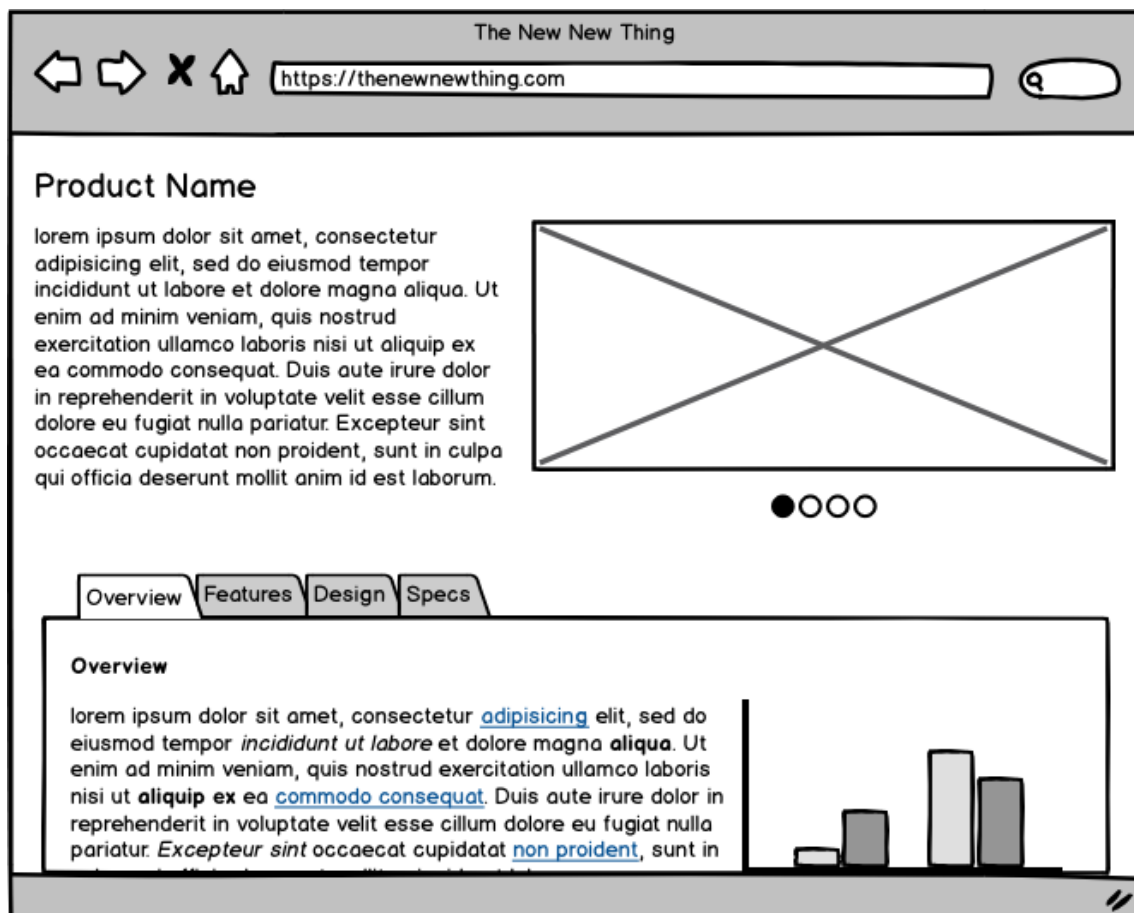 The New New Thing
https://thenewnewthing.com
Product Name
lorem ipsum dolor sit amet, consectetur
adipisicing elit, sed do eiusmod tempor
incididunt ut labore et dolore magna aliqua. Ut
enim ad minim veniam, quis nostrud
exercitation ullamco laboris nisi ut aliquip ex
ea commodo consequat. Duis aute irure dolor
in reprehenderit in voluptate velit esse cillum
dolore eu fugiat nulla pariatur. Excepteur sint
occaecat cupidatat non proident, sunt in culpa
qui officia deserunt mollit anim id est laborum.
Overview Features Design Specs
Overview
lorem ipsum dolor sit amet, consectetur adipisicing elit, sed do
eiusmod tempor incididunt ut labore et dolore magna aliqua. Ut
enim ad minim veniam, quis nostrud exercitation ullamco laboris
nisi ut aliquip ex ea commodo consequat. Duis aute irure dolor in
reprehenderit in voluptate velit esse cillum dolore eu fugiat nulla
pariatur. Excepteur sint occaecat cupidatat non proident, sunt in